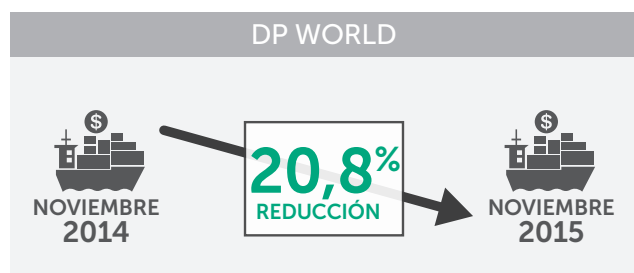 DP WORLD
$
$
20,8%
REDUCCIÓN
NOVIEMBRE
2014
NOVIEMBRE
2015